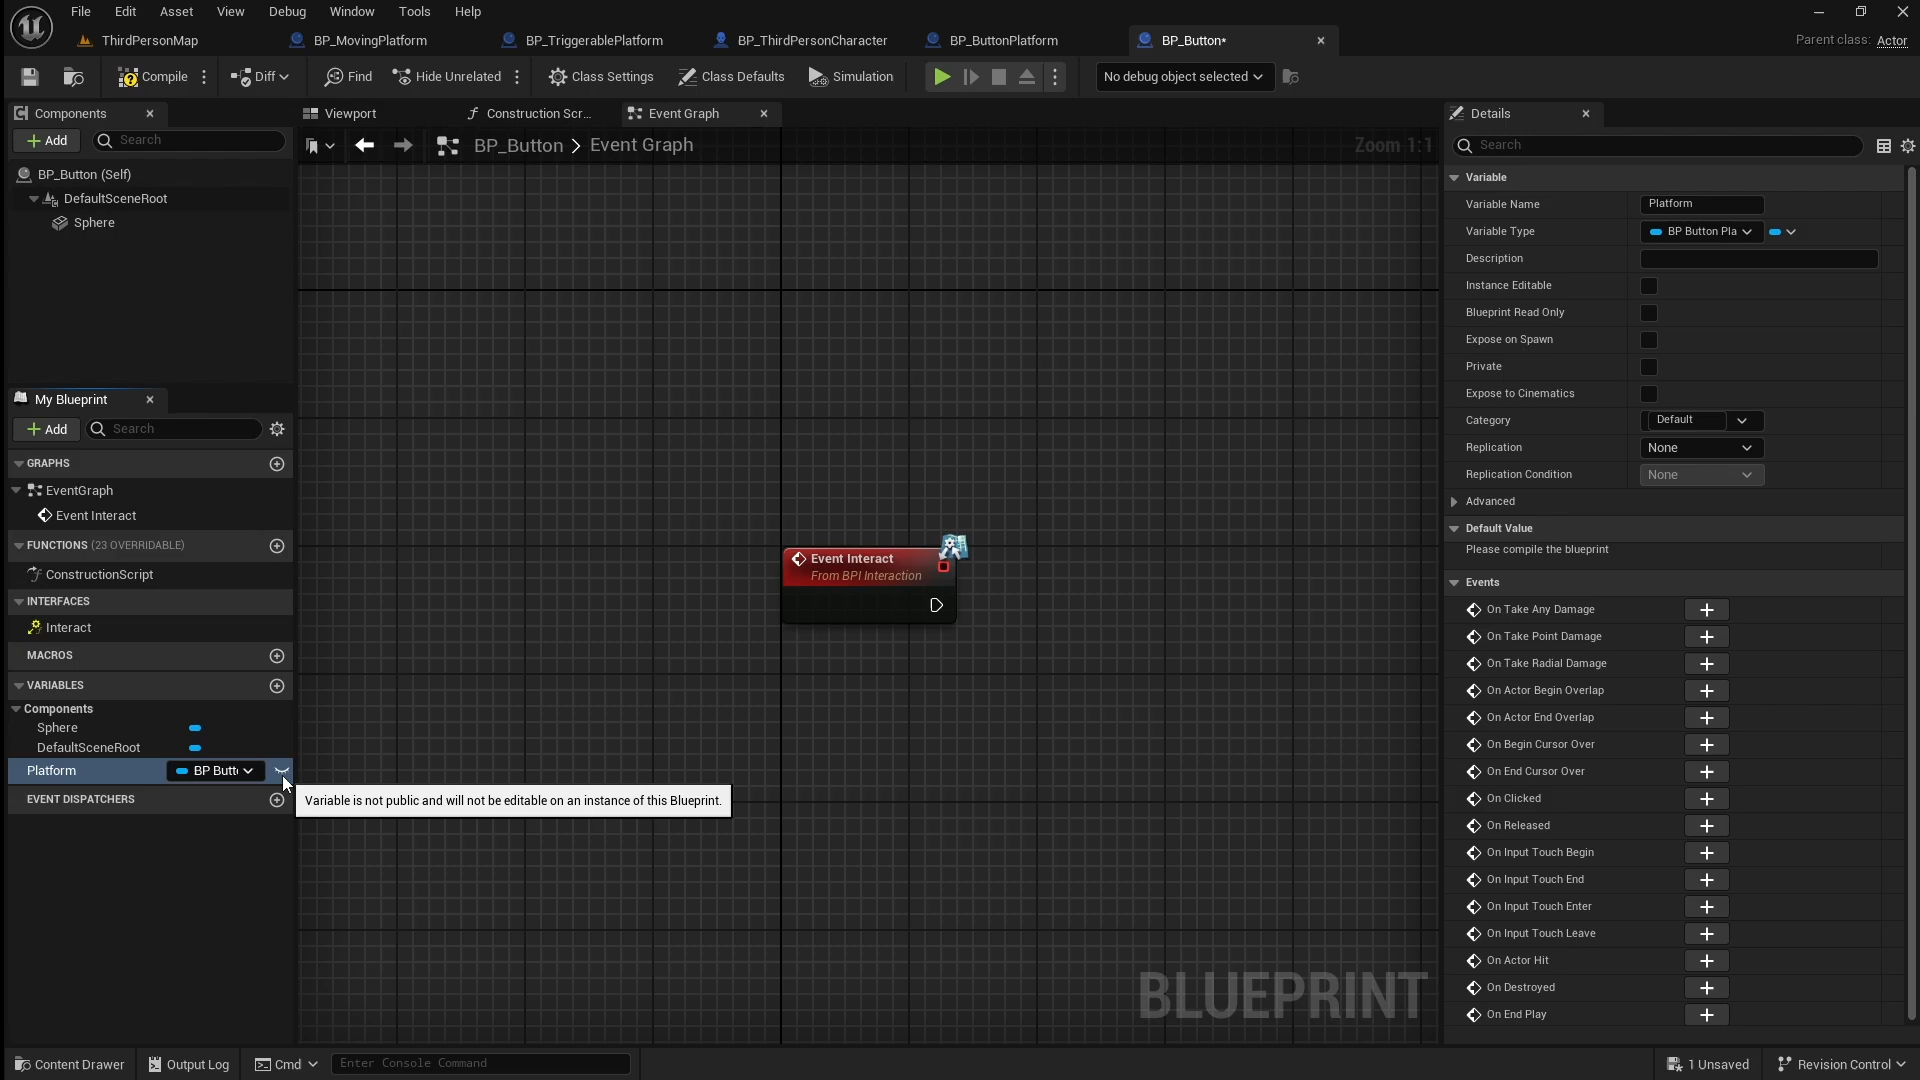 File Edit Asset View Debug Window Tools Help
ThirdPersonMap BP_MovingPlatform BP_TriggerablePlatform BP_ThirdPersonCharacter BP_ButtonPlatform BP_Button* Parent class: Actor
Compile Diff Find Hide Unrelated Class Settings Class Defaults Simulation No debug object selected
Components Viewport Construction Scr... Event Graph Details
Add Search
BP_Button > Event Graph Zoom 1:1
Search
BP_Button (Self)
DefaultSceneRoot
Sphere
My Blueprint
Add Search
GRAPHS
EventGraph
Event Interact
FUNCTIONS (23 OVERRIDABLE)
ConstructionScript
INTERFACES
Interact
MACROS
VARIABLES
Components
Sphere
DefaultSceneRoot
Platform BP Butt
EVENT DISPATCHERS
Variable is not public and will not be editable on an instance of this Blueprint.
Event Interact
From BPI Interaction
BLUEPRINT
Variable
Variable Name Platform
Variable Type BP Button Pla
Description
Instance Editable
Blueprint Read Only
Expose on Spawn
Private
Expose to Cinematics
Category Default
Replication None
Replication Condition None
Advanced
Default Value
Please compile the blueprint
Events
On Take Any Damage
On Take Point Damage
On Take Radial Damage
On Actor Begin Overlap
On Actor End Overlap
On Begin Cursor Over
On End Cursor Over
On Clicked
On Released
On Input Touch Begin
On Input Touch End
On Input Touch Enter
On Input Touch Leave
On Actor Hit
On Destroyed
On End Play
Content Drawer Output Log Cmd Enter Console Command 1 Unsaved Revision Control